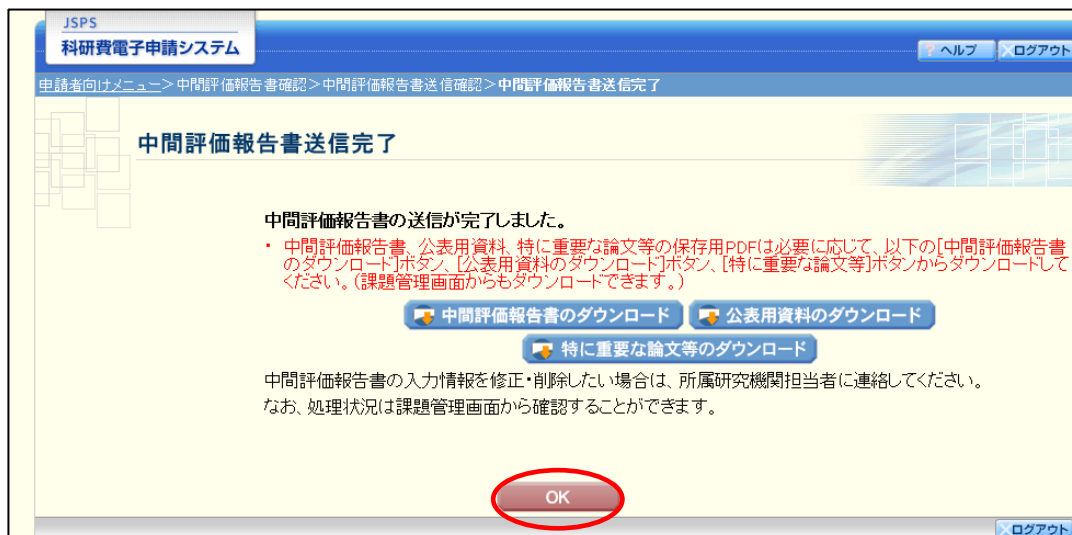 JSPS
科研費電子申請システム
? ヘルプ ×ログアウト
申請者向けメニュー>中間評価報告書確認>中間評価報告書送信確認>中間評価報告書送信完了
中間評価報告書送信完了
中間評価報告書の送信が完了しました。
・ 中間評価報告書、公表用資料、特に重要な論文等の保存用PDFは必要に応じて、以下の[中間評価報告書
のダウンロード]ボタン、[公表用資料のダウンロード]ボタン、[特に重要な論文等]ボタンからダウンロードして
ください。(課題管理画面からもダウンロードできます。)
中間評価報告書のダウンロード 公表用資料のダウンロード
特に重要な論文等のダウンロード
中間評価報告書の入力情報を修正・削除したい場合は、所属研究機関担当者に連絡してください。
なお、処理状況は課題管理画面から確認することができます。
OK
×ログアウト